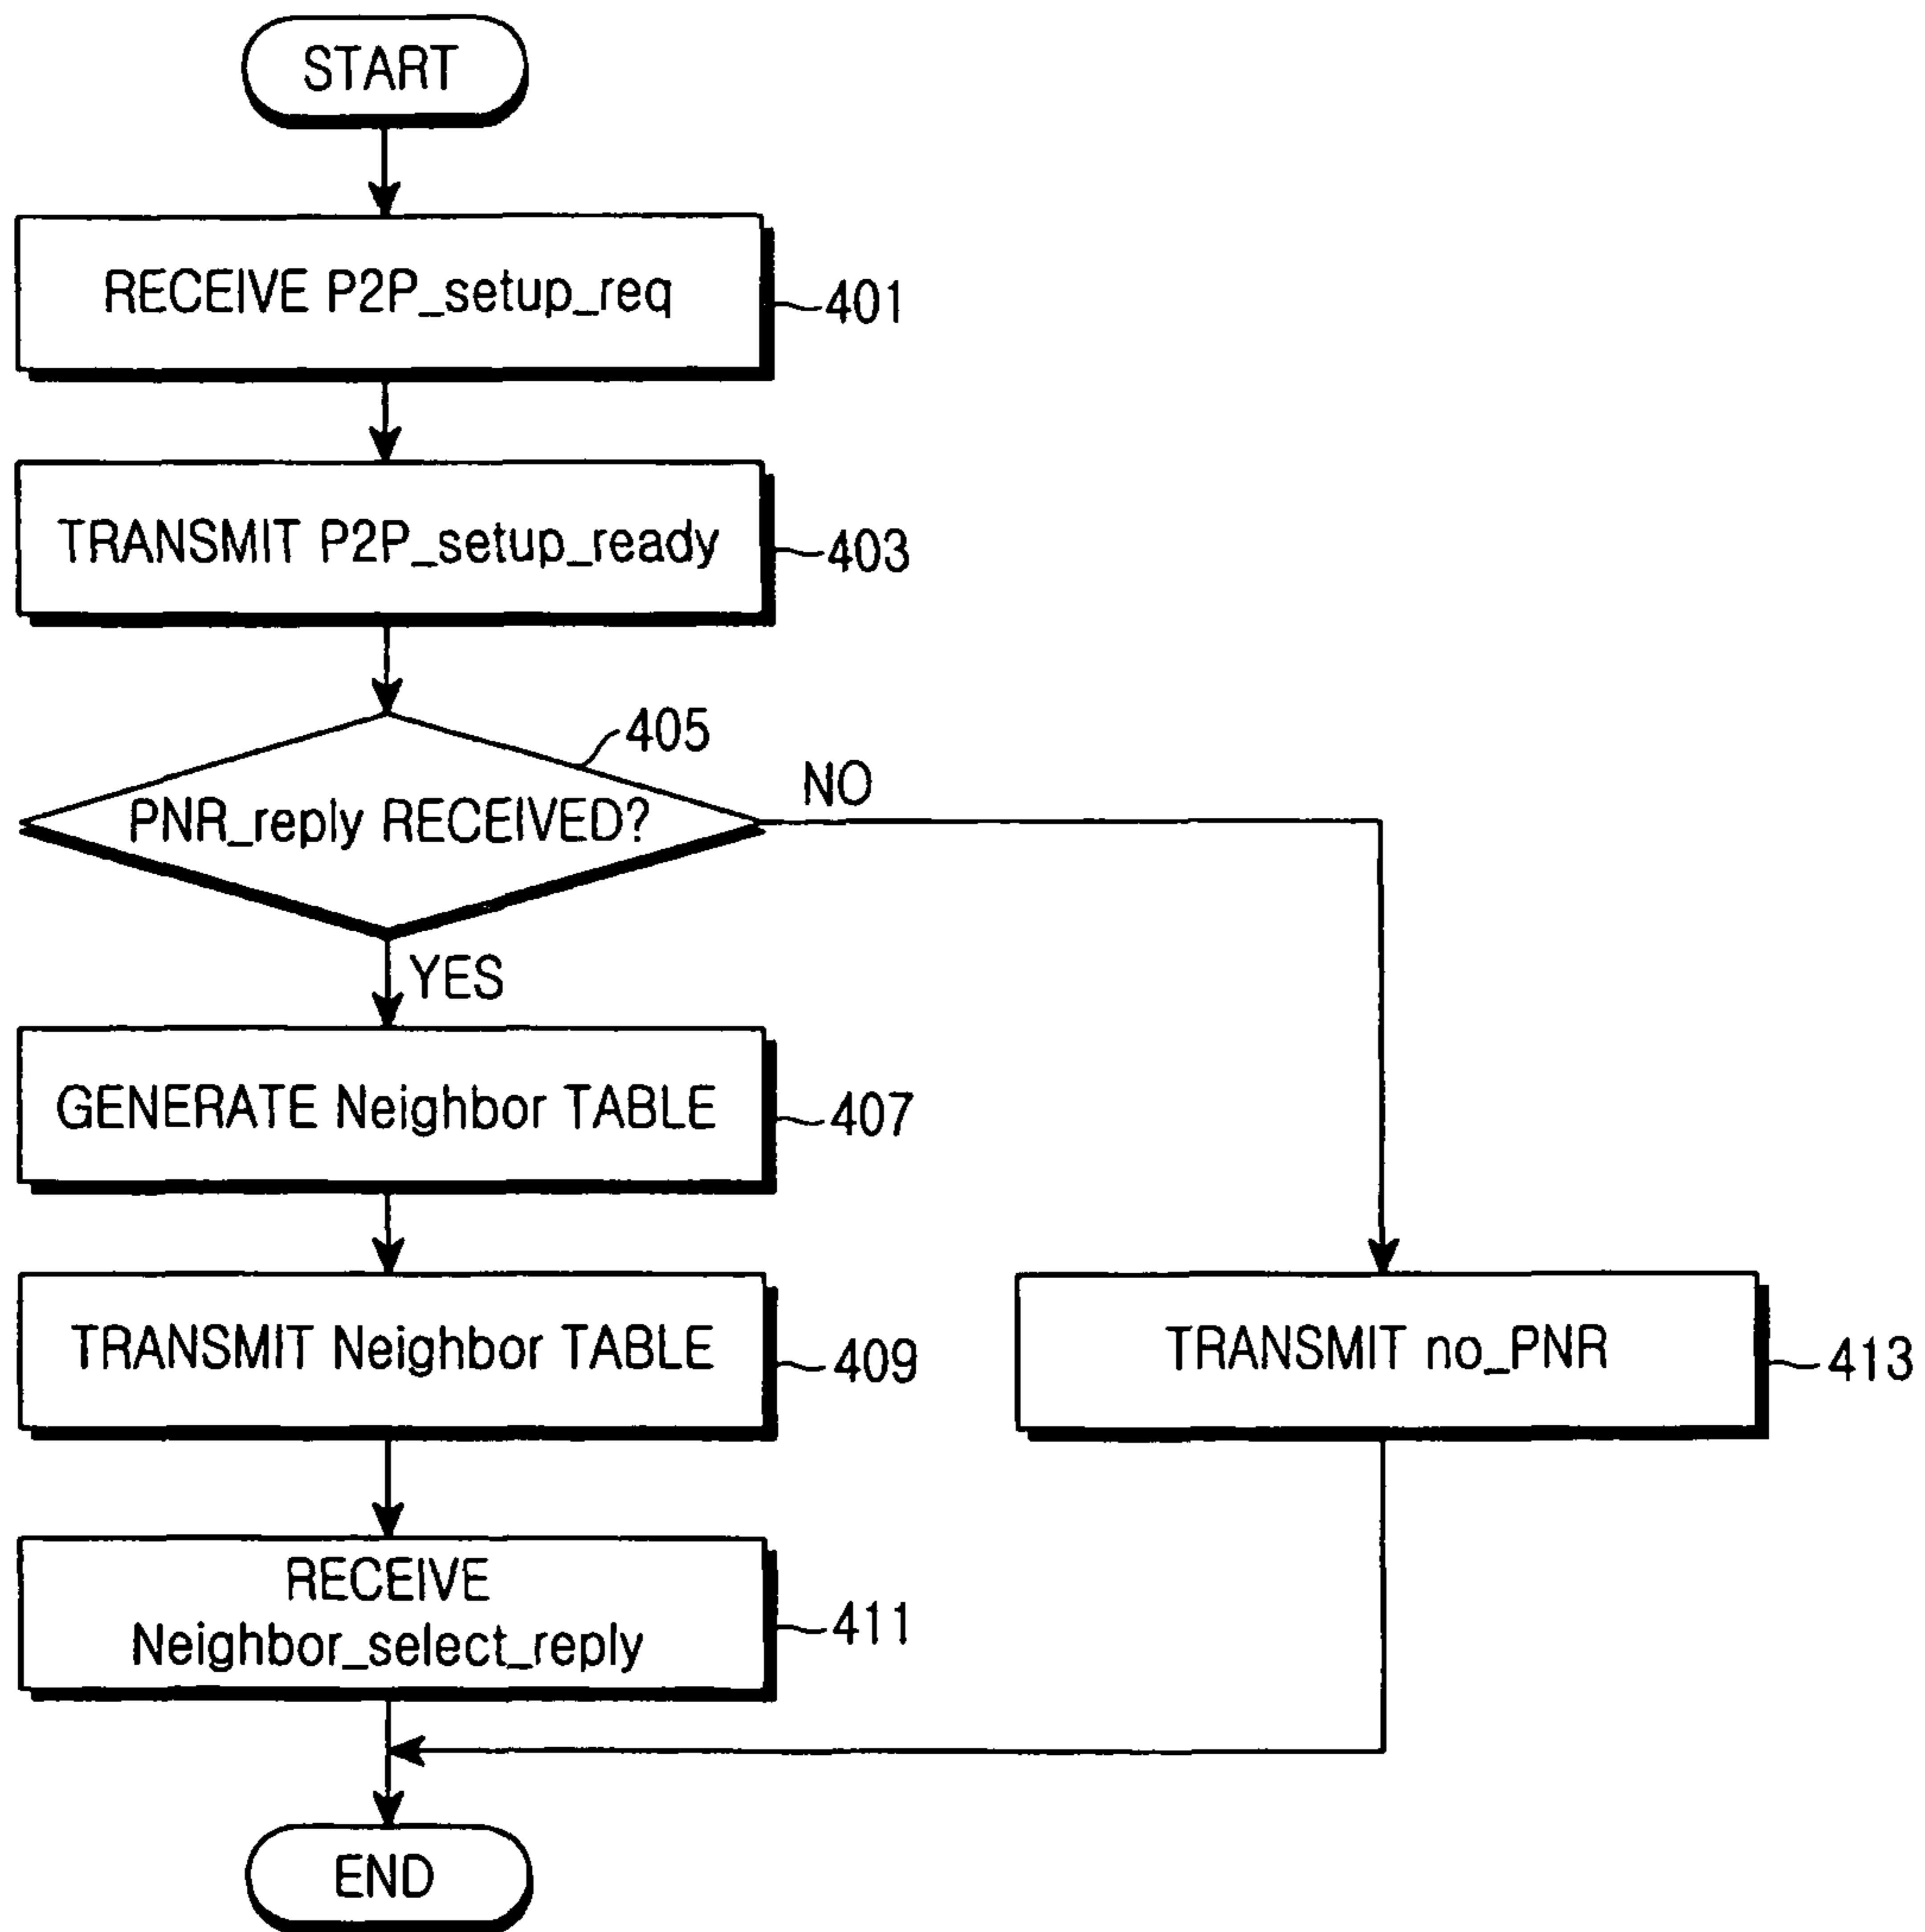 START
RECEIVE P2P_setup_req
401
TRANSMIT P2P_setup_ready
403
405
PNR_reply RECEIVED?
NO
YES
GENERATE Neighbor TABLE
407
TRANSMIT Neighbor TABLE
409
TRANSMIT no_PNR
413
RECEIVE
Neighbor_select_reply
411
END